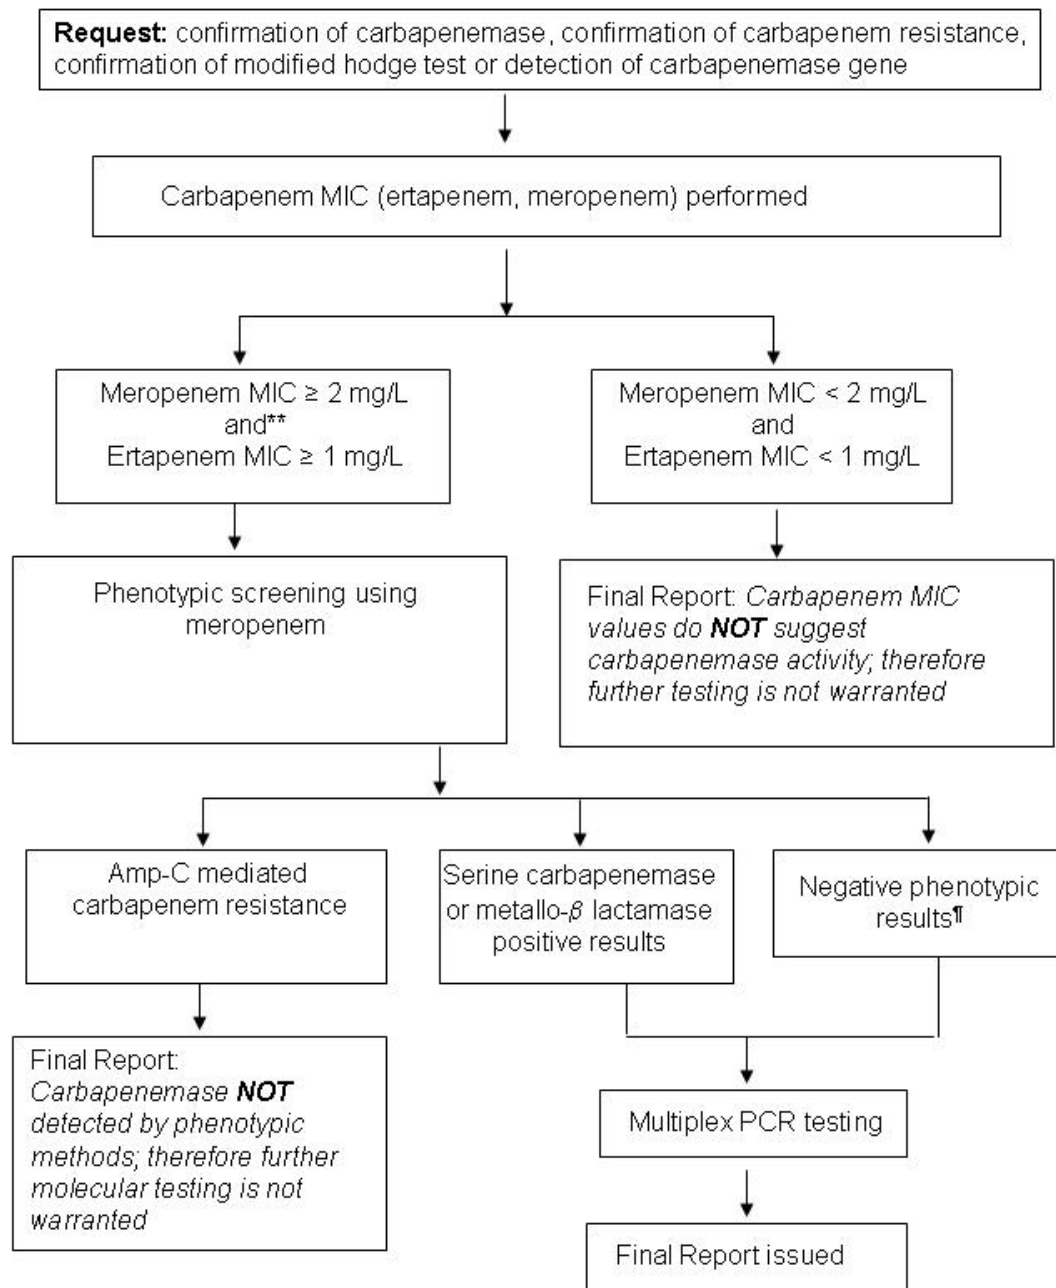 Request: confirmation of carbapenemase, confirmation of carbapenem resistance,
confirmation of modified hodge test or detection of carbapenemase gene
Carbapenem MIC (ertapenem, meropenem) performed
Meropenem MIC ≥ 2 mg/L
and**
Ertapenem MIC ≥ 1 mg/L
Meropenem MIC < 2 mg/L
and
Ertapenem MIC < 1 mg/L
Phenotypic screening using
meropenem
Final Report: Carbapenem MIC
values do NOT suggest
carbapenemase activity; therefore
further testing is not warranted
Amp-C mediated
carbapenem resistance
Serine carbapenemase
or metallo-β lactamase
positive results
Negative phenotypic
results¶
Final Report:
Carbapenemase NOT
detected by phenotypic
methods; therefore further
molecular testing is not
warranted
Multiplex PCR testing
Final Report issued